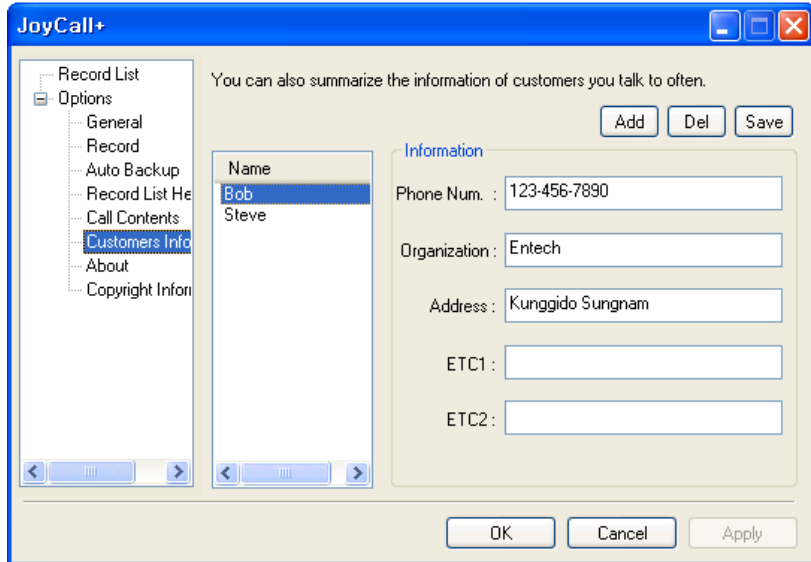 JoyCall+
Record List
Options
General
Record
Auto Backup
Record List He
Call Contents
Customers Info
About
Copyright Inforr
You can also summarize the information of customers you talk to often.
Add Del Save
Name
Bob
Steve
Information
Phone Num. : 123-456-7890
Organization : Entech
Address : Kunggido Sungnam
ETC1 :
ETC2 :
OK Cancel Apply